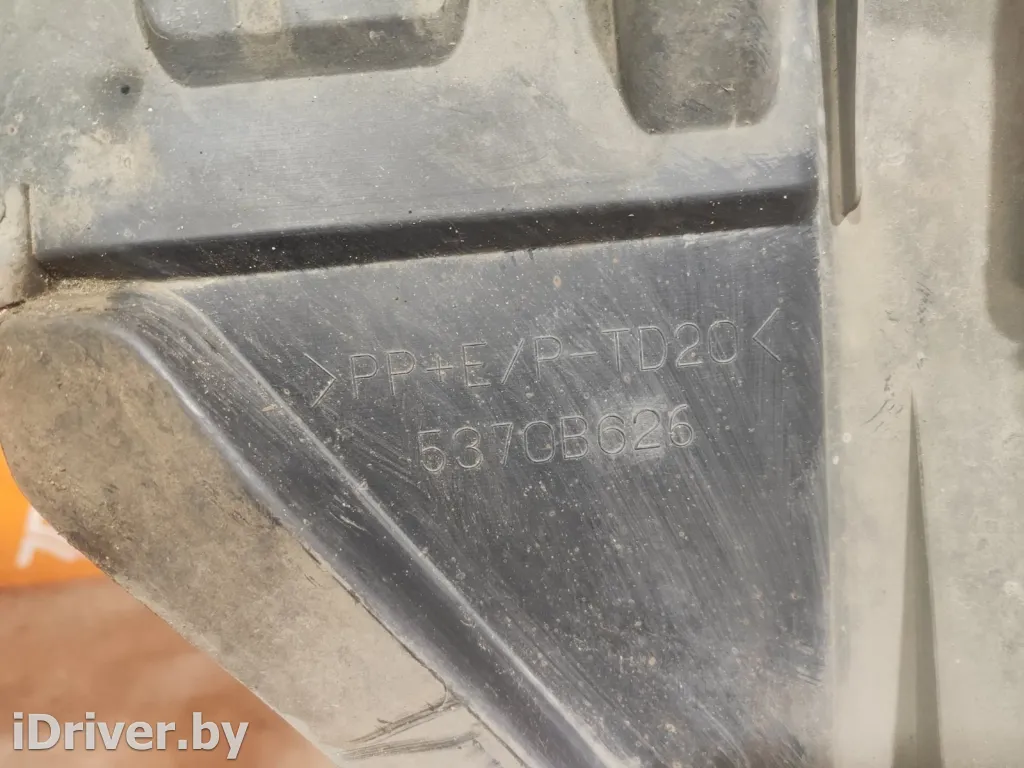 >PP+E/P-TD20<
5370B626
iDriver.by